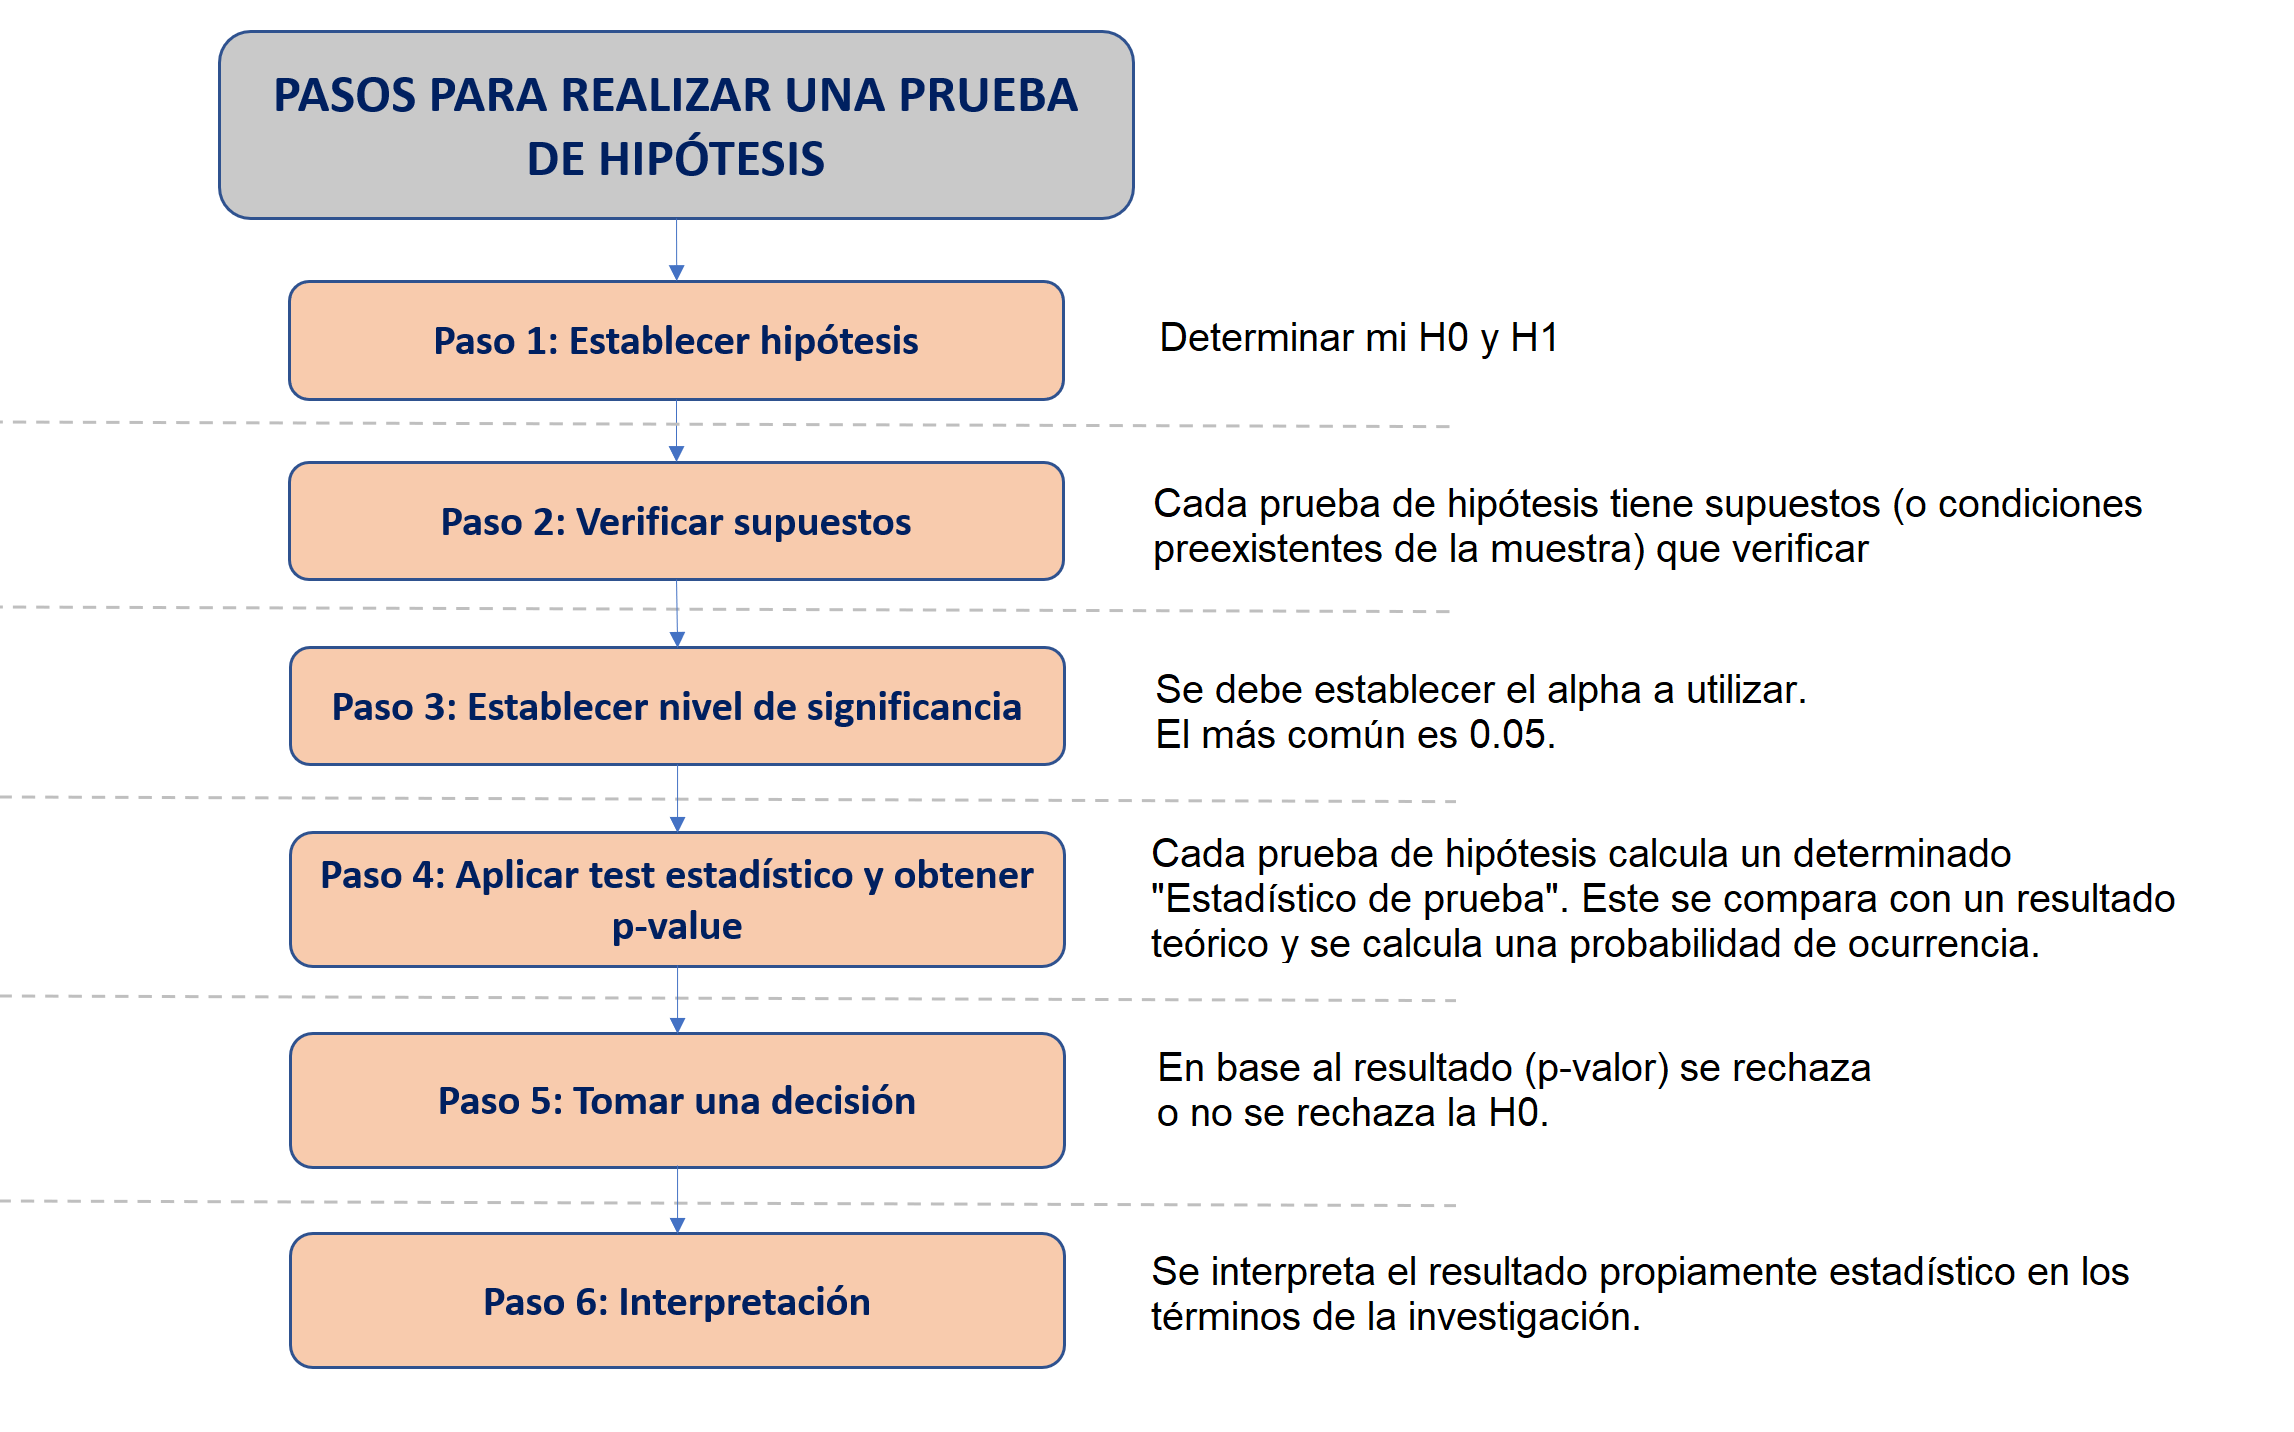 PASOS PARA REALIZAR UNA PRUEBA
DE HIPÓTESIS
Paso 1: Establecer hipótesis
Determinar mi H0 y H1
Paso 2: Verificar supuestos
Cada prueba de hipótesis tiene supuestos (o condiciones
preexistentes de la muestra) que verificar
Paso 3: Establecer nivel de significancia
Se debe establecer el alpha a utilizar.
El más común es 0.05.
Paso 4: Aplicar test estadístico y obtener
p-value
Cada prueba de hipótesis calcula un determinado
"Estadístico de prueba". Este se compara con un resultado
teórico y se calcula una probabilidad de ocurrencia.
Paso 5: Tomar una decisión
En base al resultado (p-valor) se rechaza
o no se rechaza la H0.
Paso 6: Interpretación
Se interpreta el resultado propiamente estadístico en los
términos de la investigación.